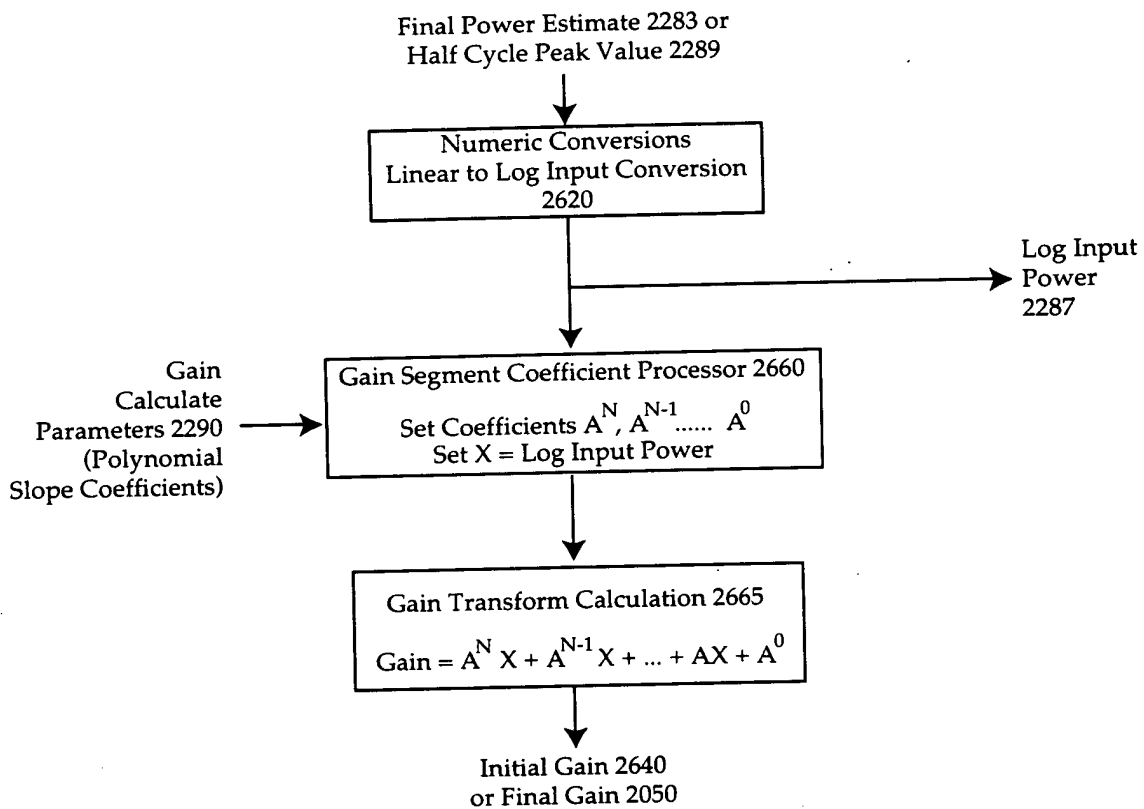 Final Power Estimate 2283 or
Half Cycle Peak Value 2289
Numeric Conversions
Linear to Log Input Conversion
2620
Log Input
Power
2287
Gain
Calculate
Parameters 2290
(Polynomial
Slope Coefficients)
Gain Segment Coefficient Processor 2660
Set Coefficients A^N, A^N-1 ...... A^0
Set X = Log Input Power
Gain Transform Calculation 2665
Gain = A^N X + A^N-1 X + ... + AX + A^0
Initial Gain 2640
or Final Gain 2050